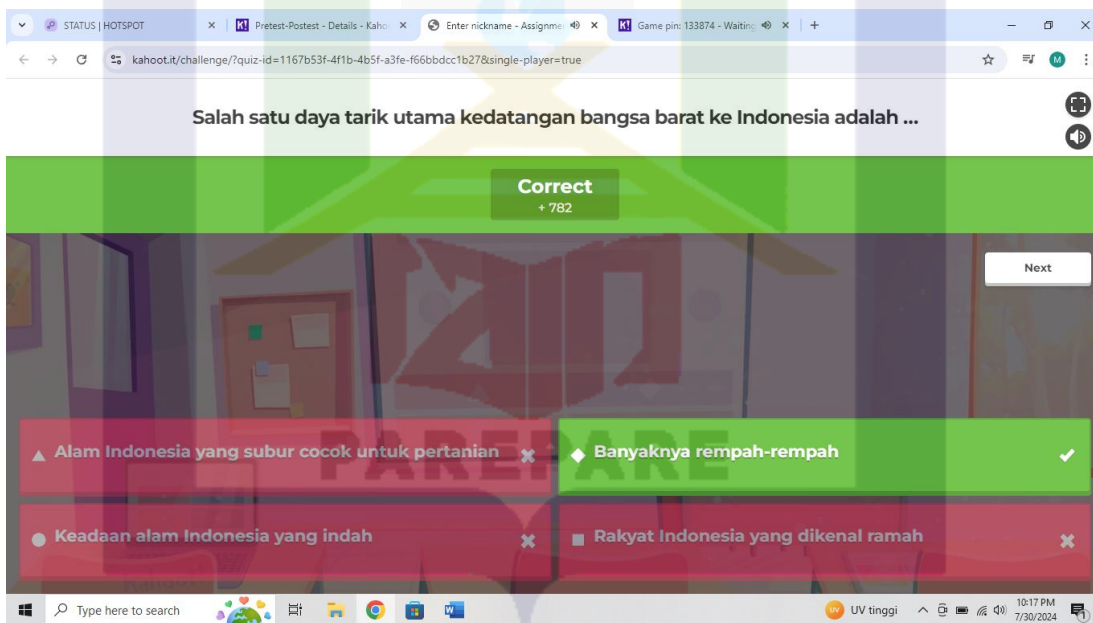 STATUS | HOTSPOT
Pretest-Postest - Details - Kaho
Enter nickname - Assignme
Game pin: 133874 - Waiting
kahoot.it/challenge/?quiz-id=1167b53f-4f1b-4b5f-a3fe-f66bbdcc1b27&single-player=true
M
Salah satu daya tarik utama kedatangan bangsa barat ke Indonesia adalah ...
Correct
+ 782
Next
PAREPARE
Alam Indonesia yang subur cocok untuk pertanian
Banyaknya rempah-rempah
Keadaan alam Indonesia yang indah
Rakyat Indonesia yang dikenal ramah
Type here to search
UV tinggi
10:17 PM
7/30/2024